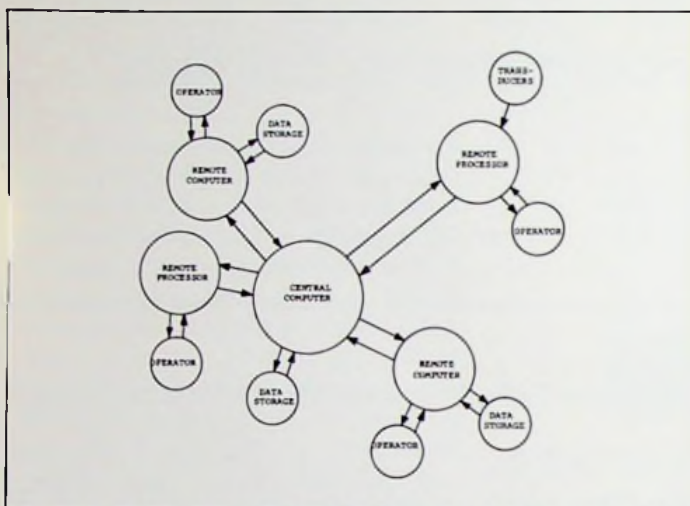 OPERATOR
DATA
STORAGE
REMOTE
COMPUTER
TRANS-
DUCERS
REMOTE
PROCESSOR
OPERATOR
REMOTE
PROCESSOR
OPERATOR
CENTRAL
COMPUTER
DATA
STORAGE
REMOTE
COMPUTER
OPERATOR
DATA
STORAGE